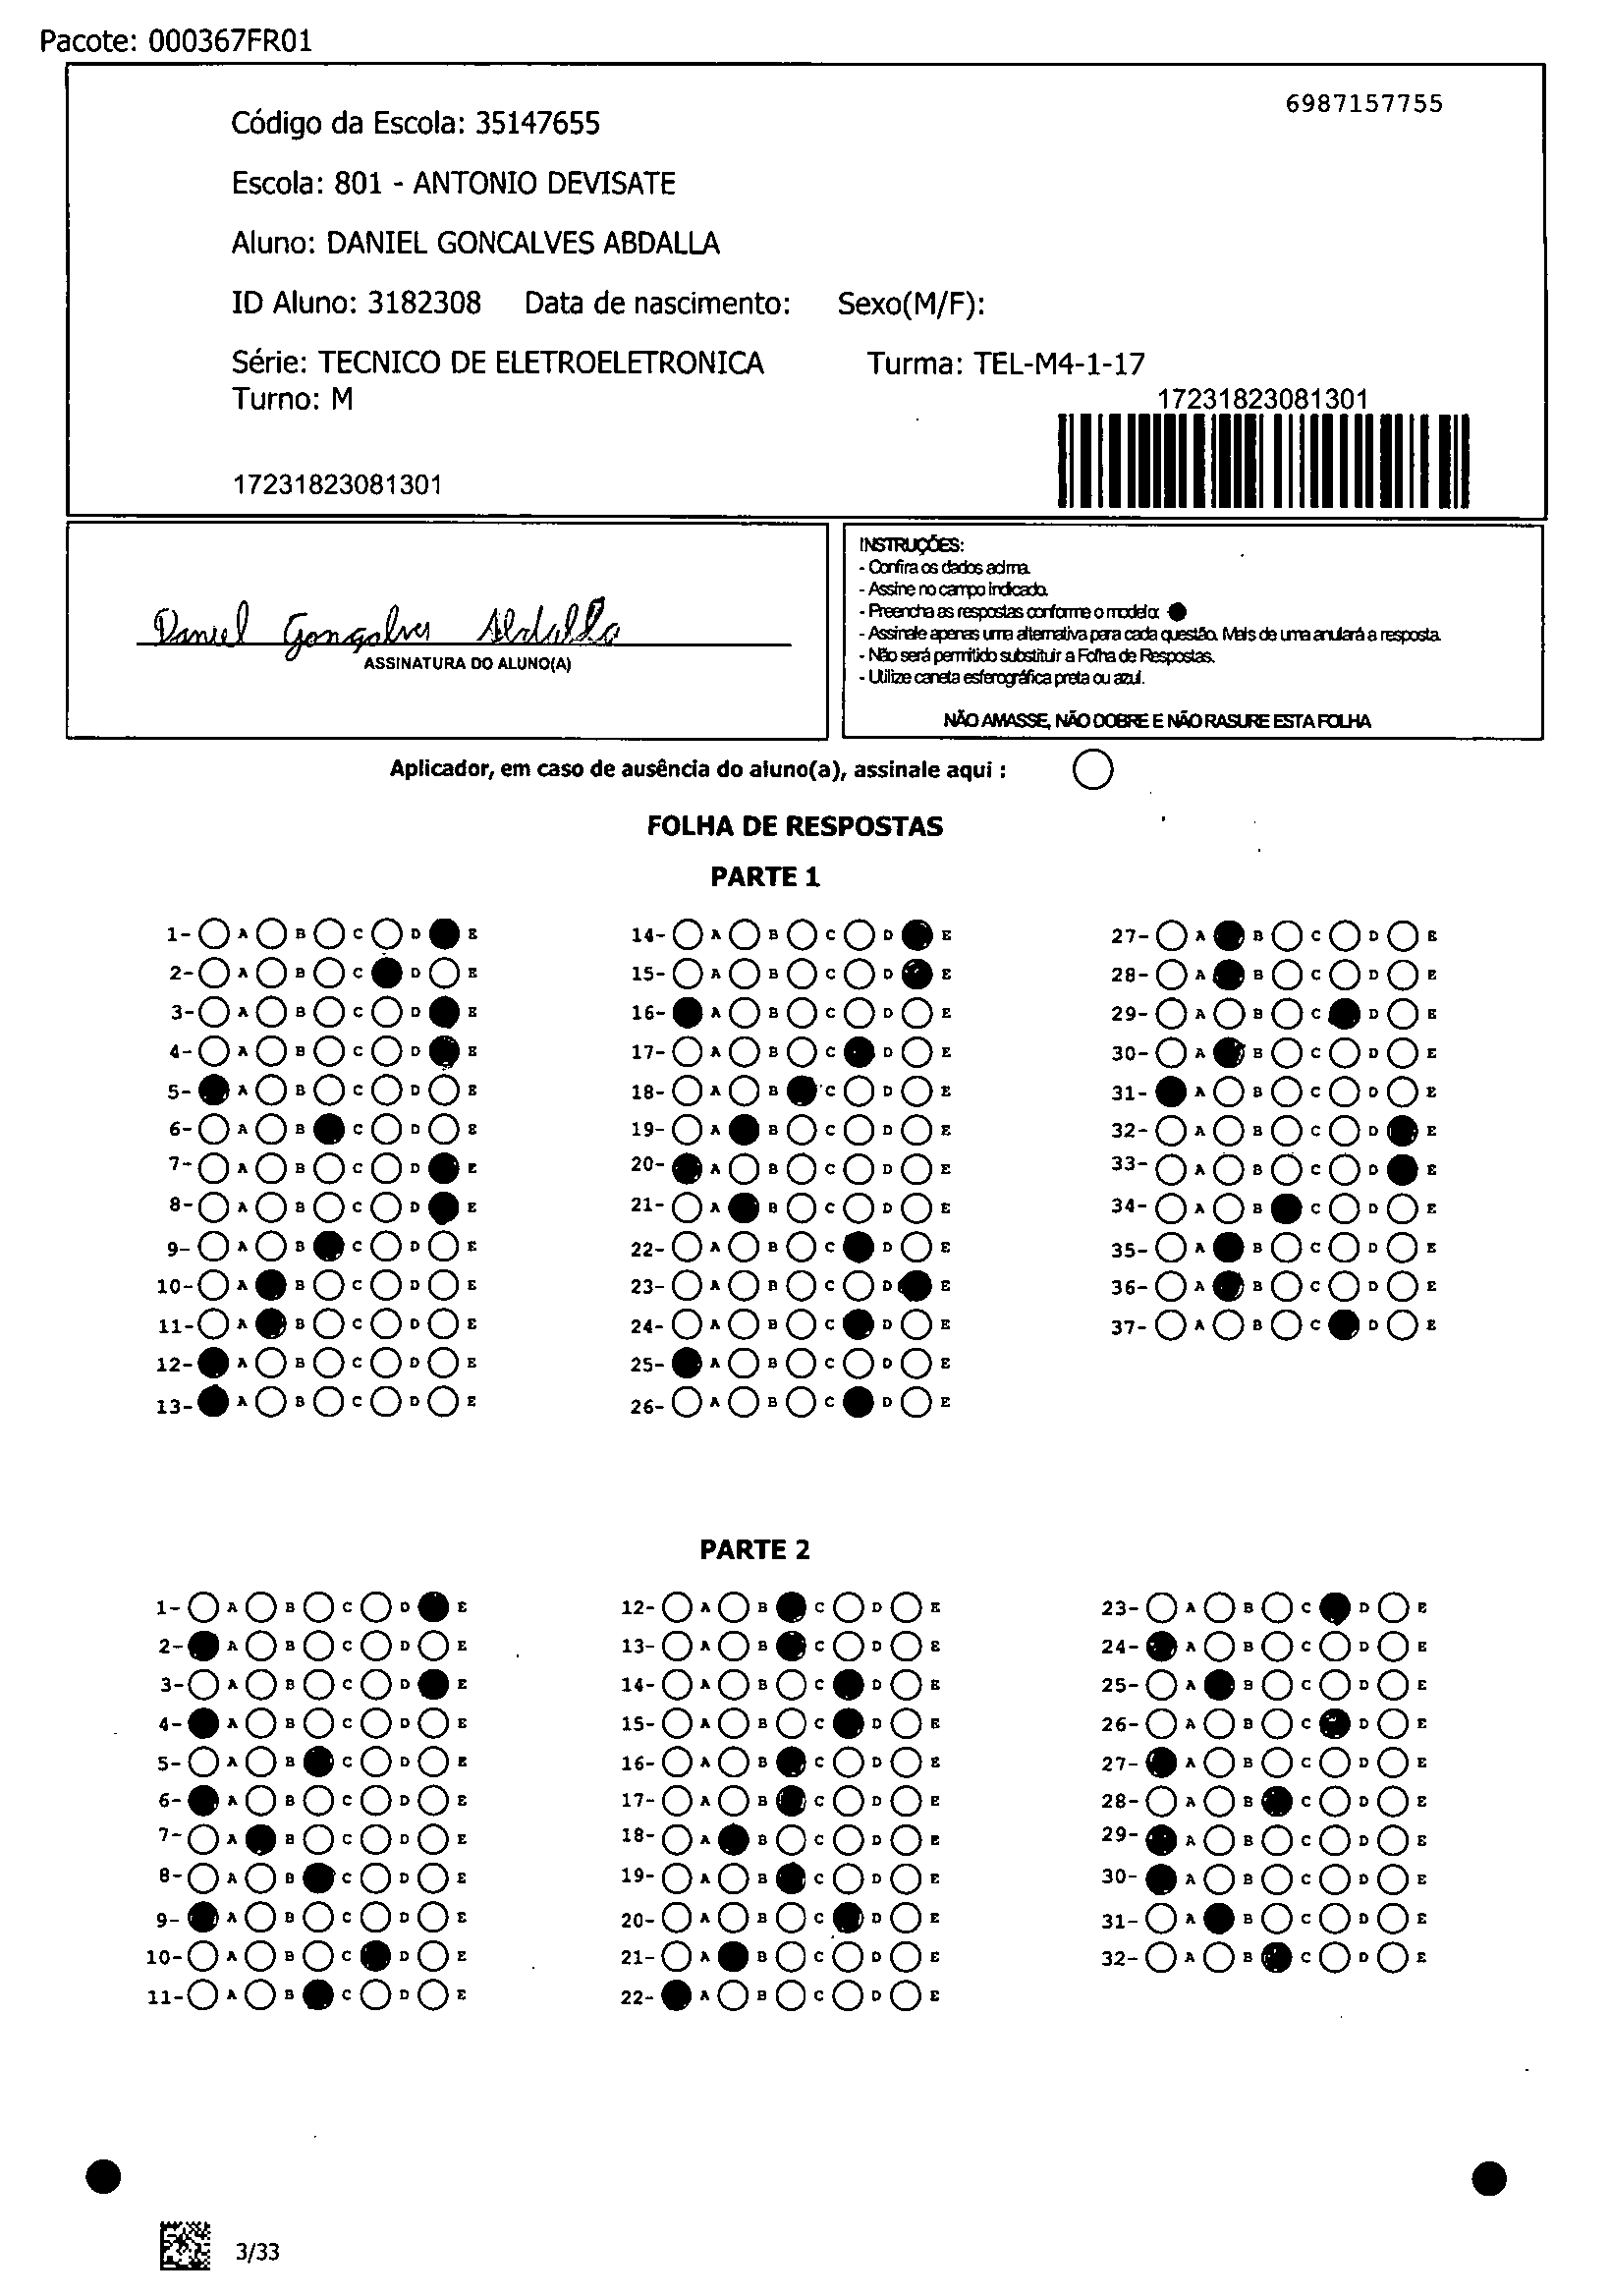 Pacote: 000367FR01
6987157755
Código da Escola: 35147655
Escola: 801 - ANTONIO DEVISATE
Aluno: DANIEL GONCALVES ABDALLA
ID Aluno: 3182308 Data de nascimento: Sexo(M/F):
Série: TECNICO DE ELETROELETRONICA Turma: TEL-M4-1-17
Turno: M
17231823081301
17231823081301
Daniel Gonçalves Abdalla
ASSINATURA DO ALUNO(A)
INSTRUÇÕES:
- Confira os dados acima.
- Assine no campo indicado.
- Preencha as respostas conforme o modelo:
- Assinale apenas uma alternativa para cada questão. Mais de uma anulará a resposta.
- Não será permitido substituir a Folha de Respostas.
- Utilize caneta esferográfica preta ou azul.
NÃO AMASSE, NÃO DOBRE E NÃO RASURE ESTA FOLHA
Aplicador, em caso de ausência do aluno(a), assinale aqui :
FOLHA DE RESPOSTAS
PARTE 1
1- A B C D E 14- A B C D E 27- A B C D E
2- A B C D E 15- A B C D E 28- A B C D E
3- A B C D E 16- A B C D E 29- A B C D E
4- A B C D E 17- A B C D E 30- A B C D E
5- A B C D E 18- A B C D E 31- A B C D E
6- A B C D E 19- A B C D E 32- A B C D E
7- A B C D E 20- A B C D E 33- A B C D E
8- A B C D E 21- A B C D E 34- A B C D E
9- A B C D E 22- A B C D E 35- A B C D E
10- A B C D E 23- A B C D E 36- A B C D E
11- A B C D E 24- A B C D E 37- A B C D E
12- A B C D E 25- A B C D E
13- A B C D E 26- A B C D E
PARTE 2
1- A B C D E 12- A B C D E 23- A B C D E
2- A B C D E 13- A B C D E 24- A B C D E
3- A B C D E 14- A B C D E 25- A B C D E
4- A B C D E 15- A B C D E 26- A B C D E
5- A B C D E 16- A B C D E 27- A B C D E
6- A B C D E 17- A B C D E 28- A B C D E
7- A B C D E 18- A B C D E 29- A B C D E
8- A B C D E 19- A B C D E 30- A B C D E
9- A B C D E 20- A B C D E 31- A B C D E
10- A B C D E 21- A B C D E 32- A B C D E
11- A B C D E 22- A B C D E
3/33